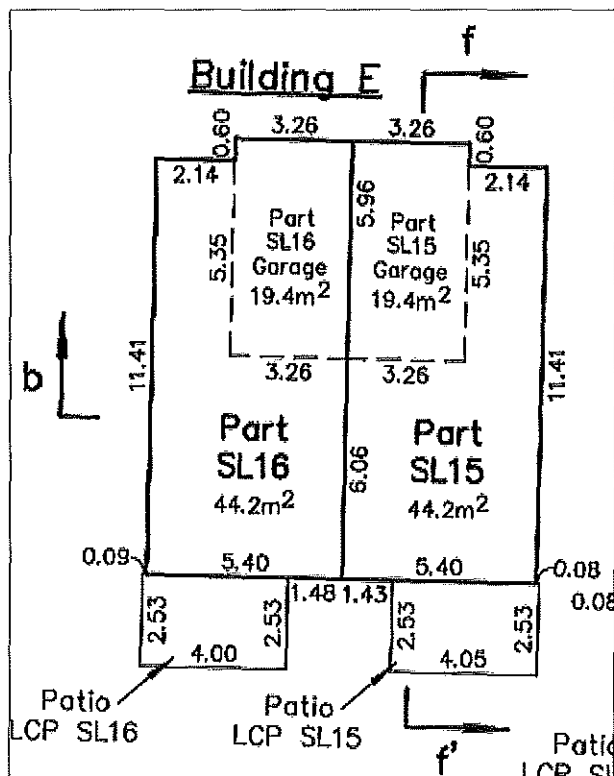 f
Building E
0.60
3.26
3.26
0.60
2.14
2.14
5.96
Part
SL16
Garage
19.4m²
Part
SL15
Garage
19.4m²
5.35
5.35
3.26
3.26
b
11.41
11.41
Part
SL16
44.2m²
6.06
Part
SL15
44.2m²
0.09
5.40
5.40
0.08
0.08
1.48
1.43
2.53
2.53
2.53
2.53
4.00
4.05
Patio
LCP SL16
Patio
LCP SL15
f'
Patio
LCP SL